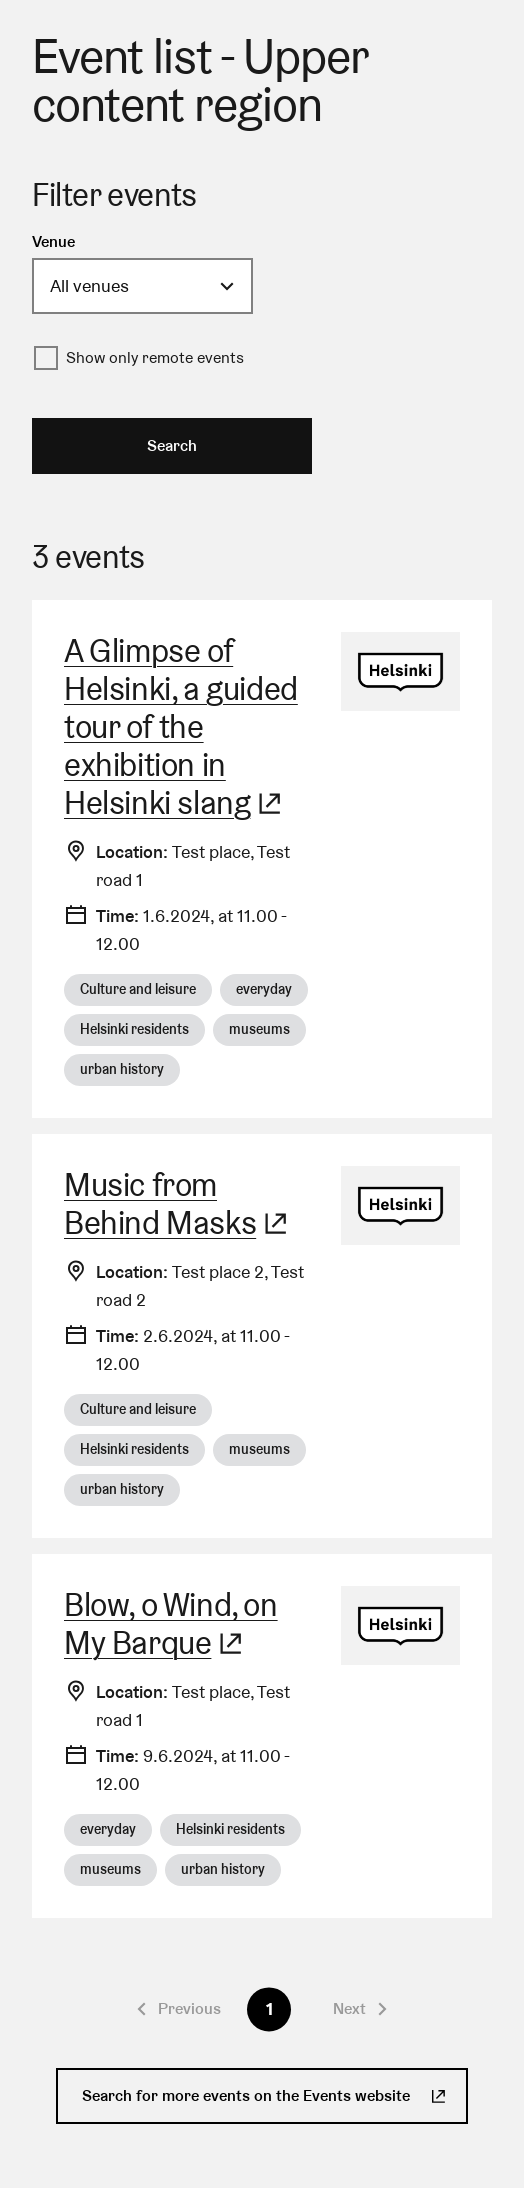 Event list - Upper
content region
Filter events
Venue
All venues
Show only remote events
Search
3 events
A Glimpse of
Helsinki, a guided
tour of the
exhibition in
Helsinki slang
Helsinki
Location: Test place, Test
road 1
Time: 1.6.2024, at 11.00 -
12.00
Culture and leisure everyday
Helsinki residents museums
urban history
Music from
Behind Masks
Helsinki
Location: Test place 2, Test
road 2
Time: 2.6.2024, at 11.00 -
12.00
Culture and leisure
Helsinki residents museums
urban history
Blow, o Wind, on
My Barque
Helsinki
Location: Test place, Test
road 1
Time: 9.6.2024, at 11.00 -
12.00
everyday Helsinki residents
museums urban history
Previous 1 Next
Search for more events on the Events website